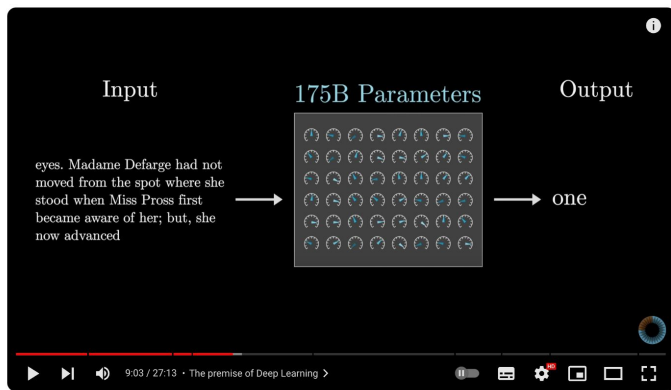 Input
175B Parameters
Output
eyes. Madame Defarge had not
moved from the spot where she
stood when Miss Pross first
became aware of her; but, she
now advanced
one
9:03 / 27:13 • The premise of Deep Learning
HD